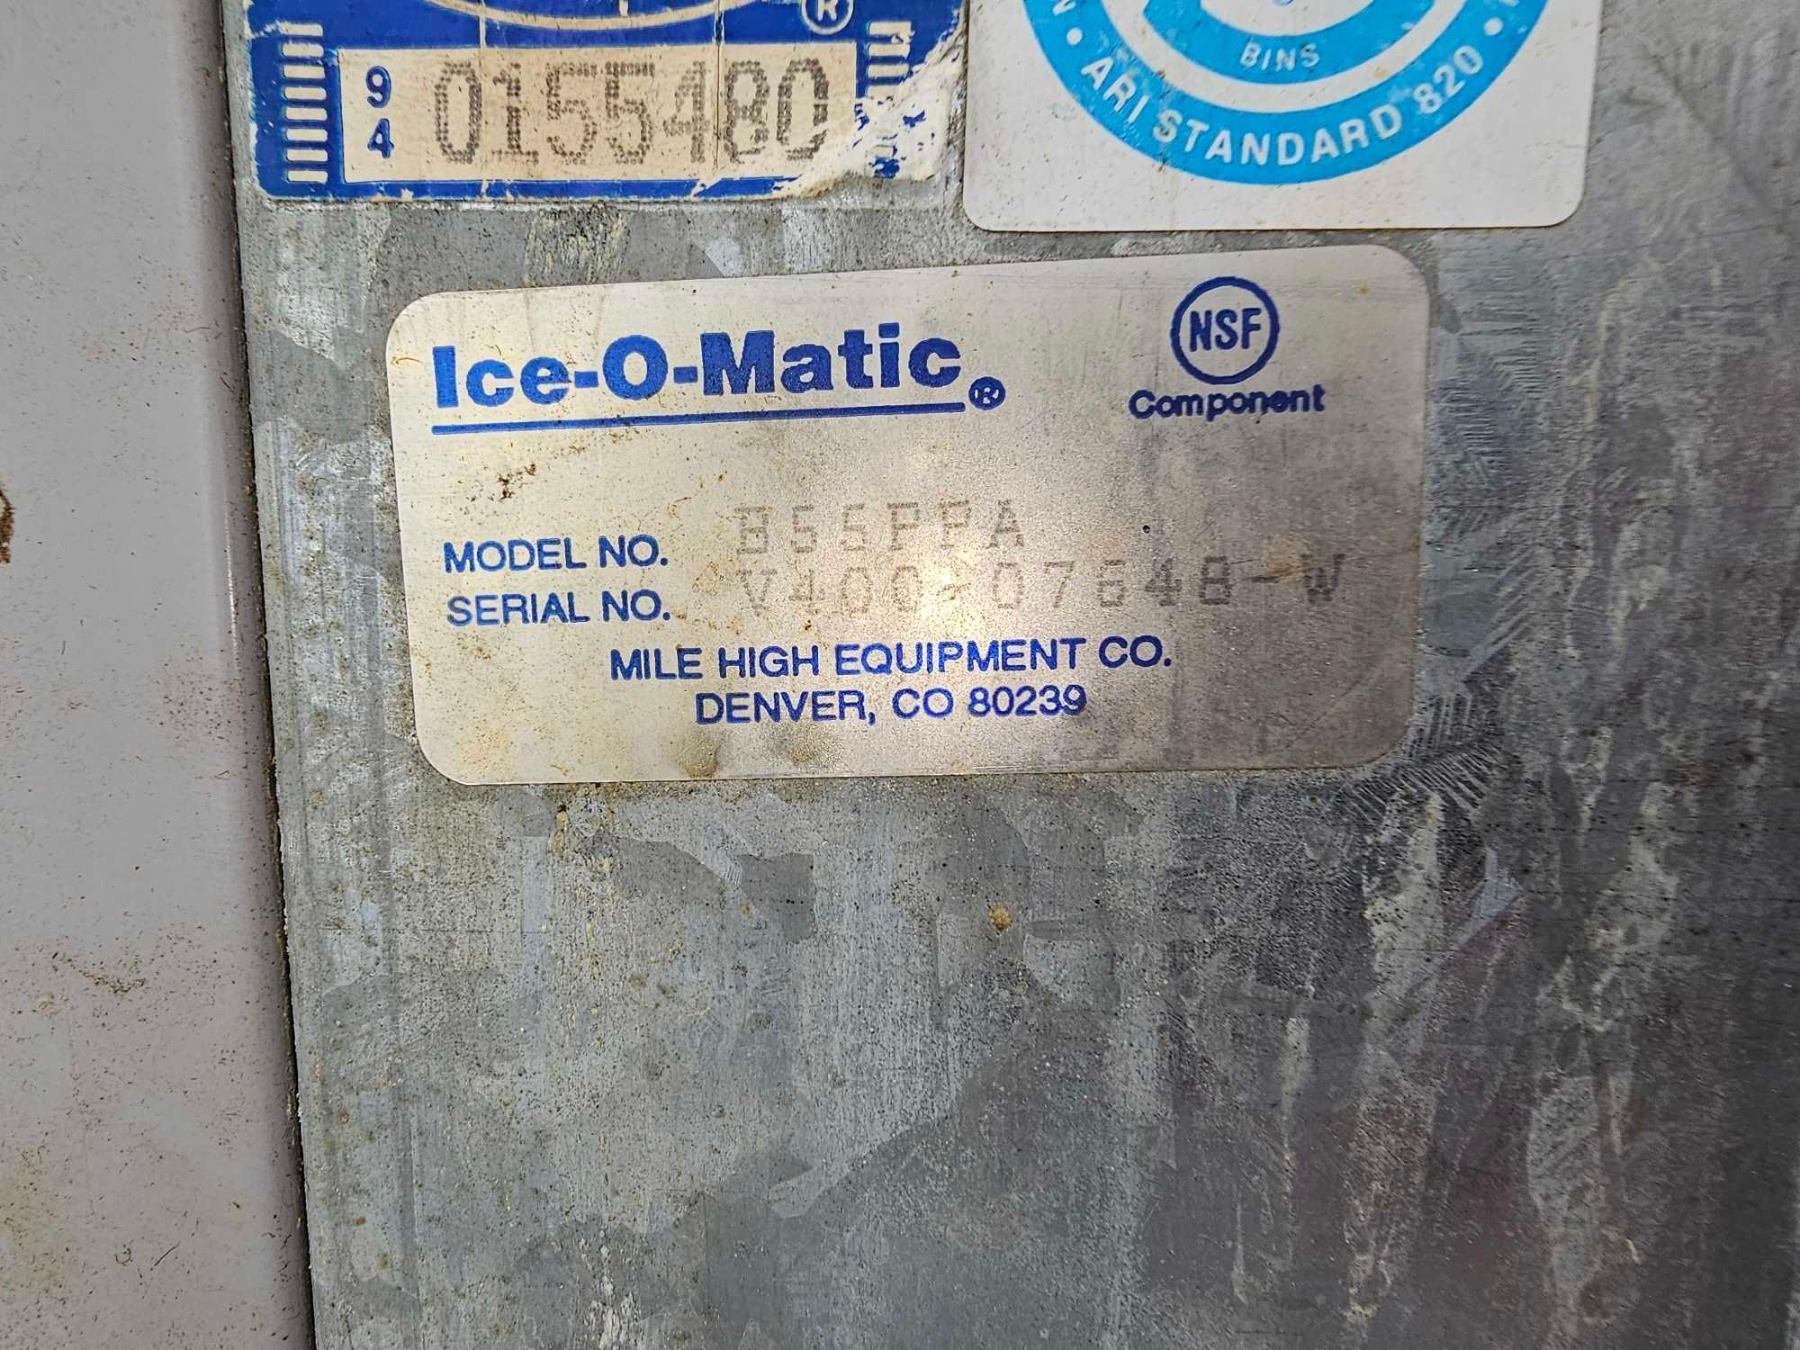 ®
94 0155480
BINS
• ARI STANDARD 820 •
Ice-O-Matic®
NSF
Component
MODEL NO. B55PPA
SERIAL NO.
MILE HIGH EQUIPMENT CO.
DENVER, CO 80239